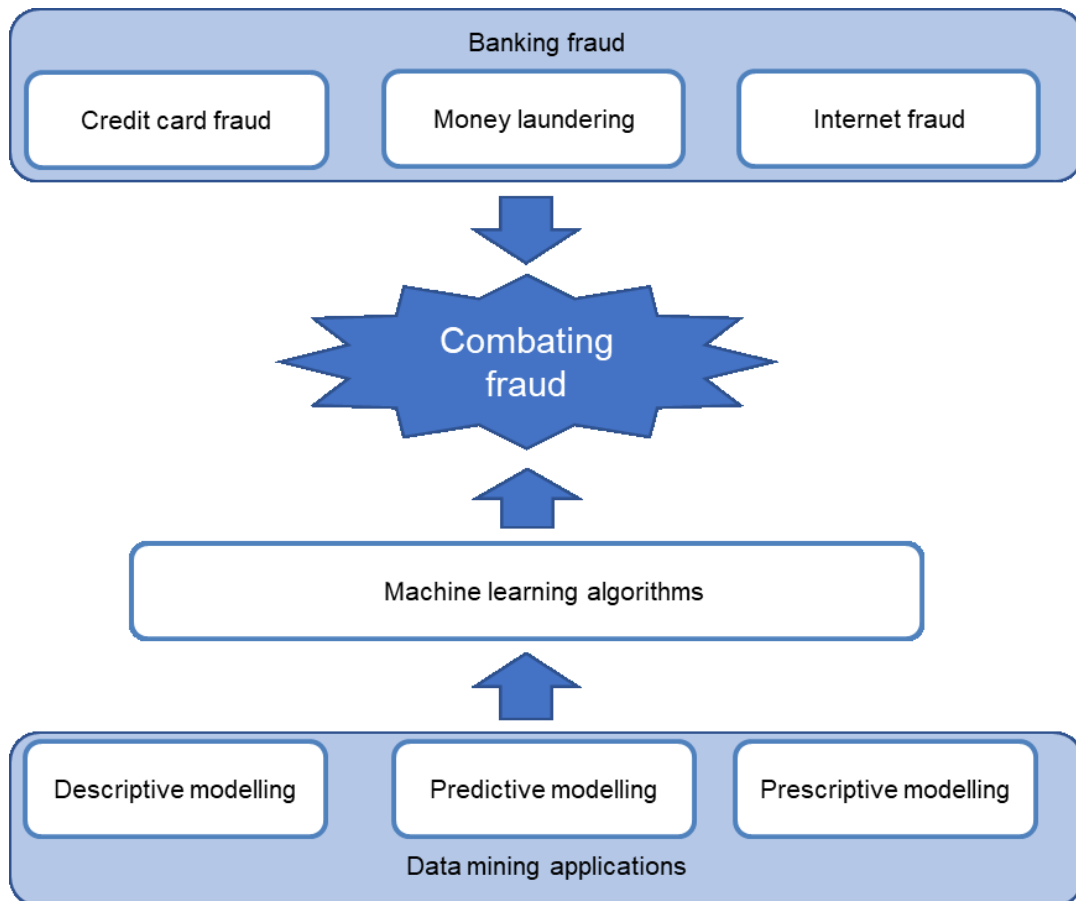 Banking fraud
Credit card fraud
Money laundering
Internet fraud
Combating
fraud
Machine learning algorithms
Descriptive modelling
Predictive modelling
Prescriptive modelling
Data mining applications